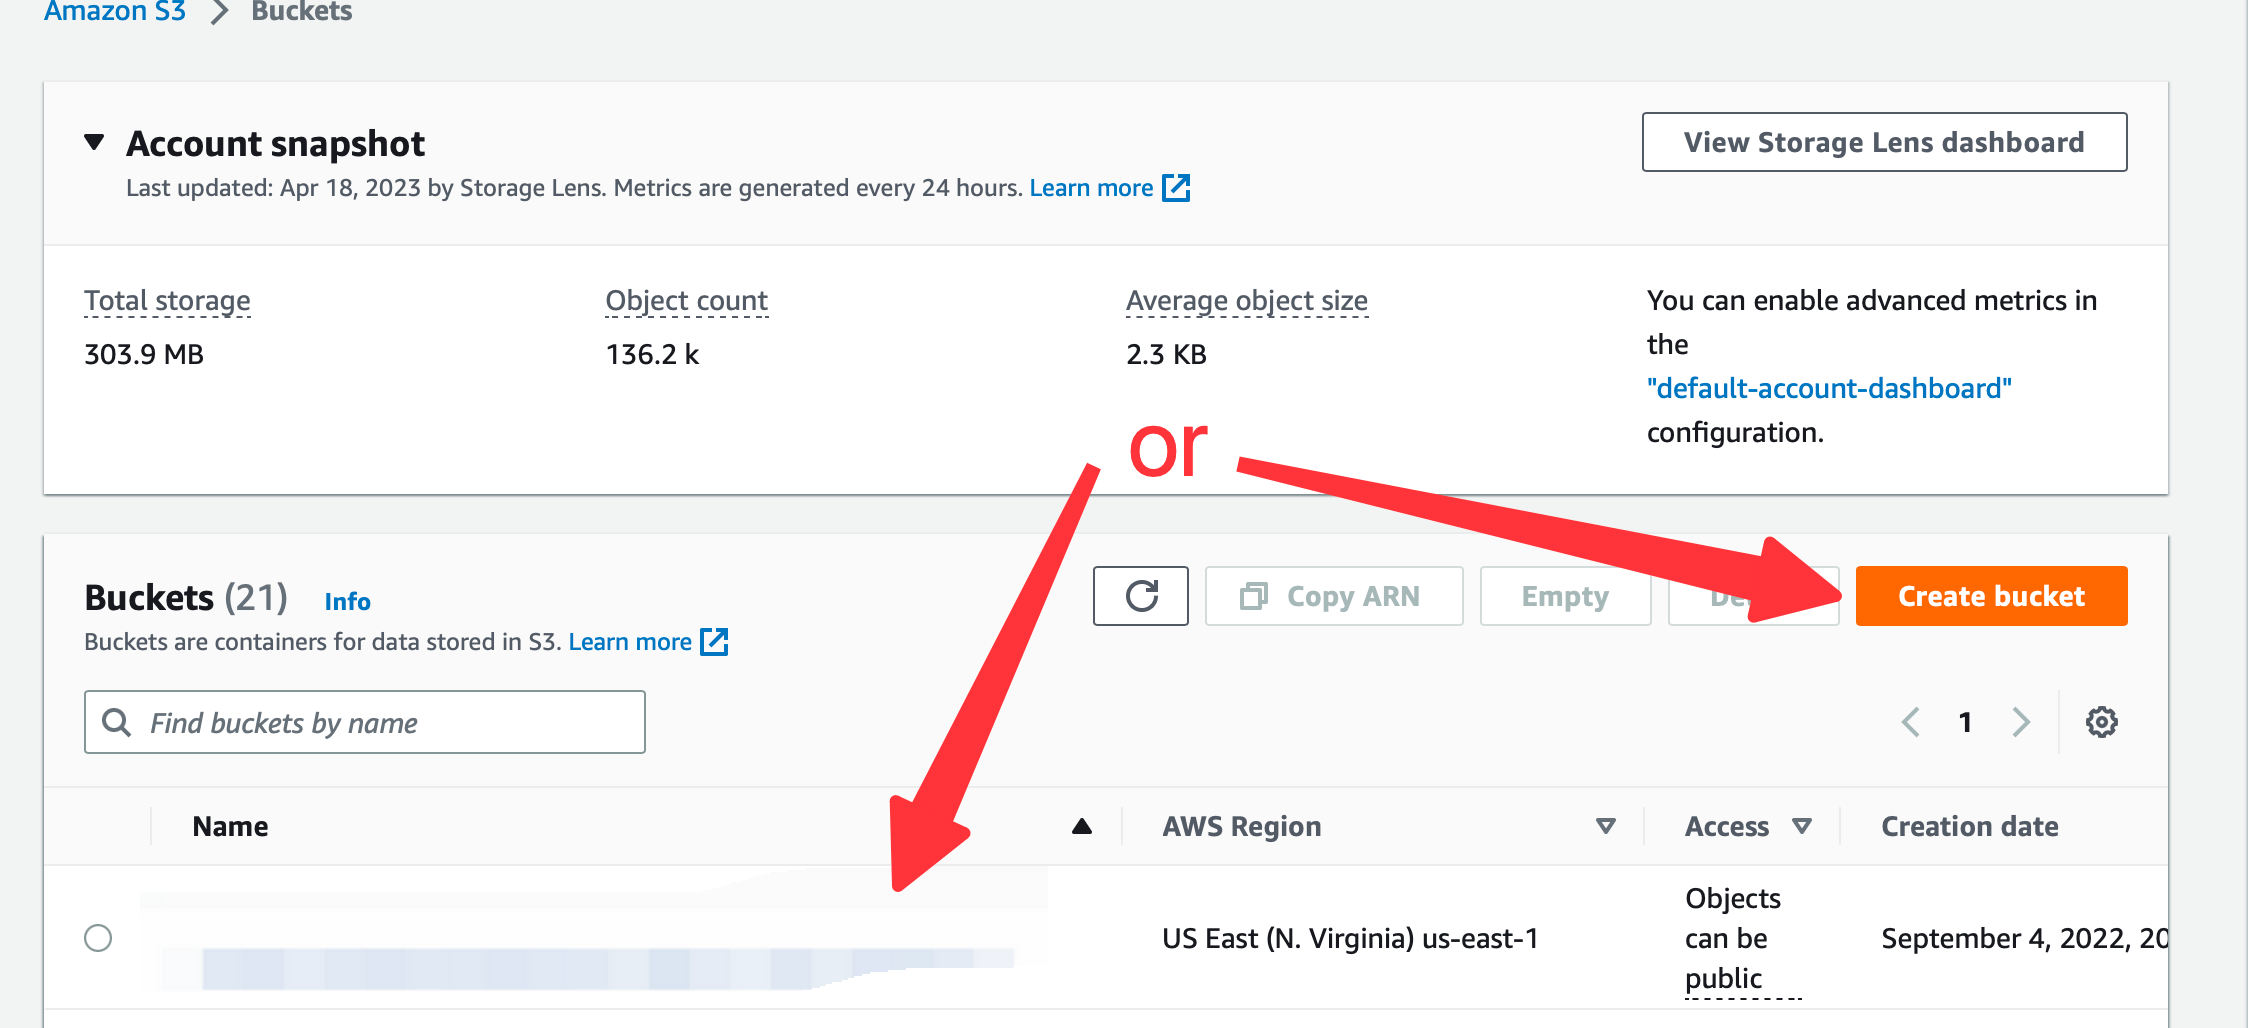 Amazon S3 > Buckets
Account snapshot
View Storage Lens dashboard
Last updated: Apr 18, 2023 by Storage Lens. Metrics are generated every 24 hours. Learn more
Total storage
303.9 MB
Object count
136.2 k
Average object size
2.3 KB
You can enable advanced metrics in
the
"default-account-dashboard"
configuration.
or
Buckets (21) Info
Buckets are containers for data stored in S3. Learn more
Copy ARN
Empty
Create bucket
Find buckets by name
1
Name
AWS Region
Access
Creation date
US East (N. Virginia) us-east-1
Objects
can be
public
September 4, 2022, 20